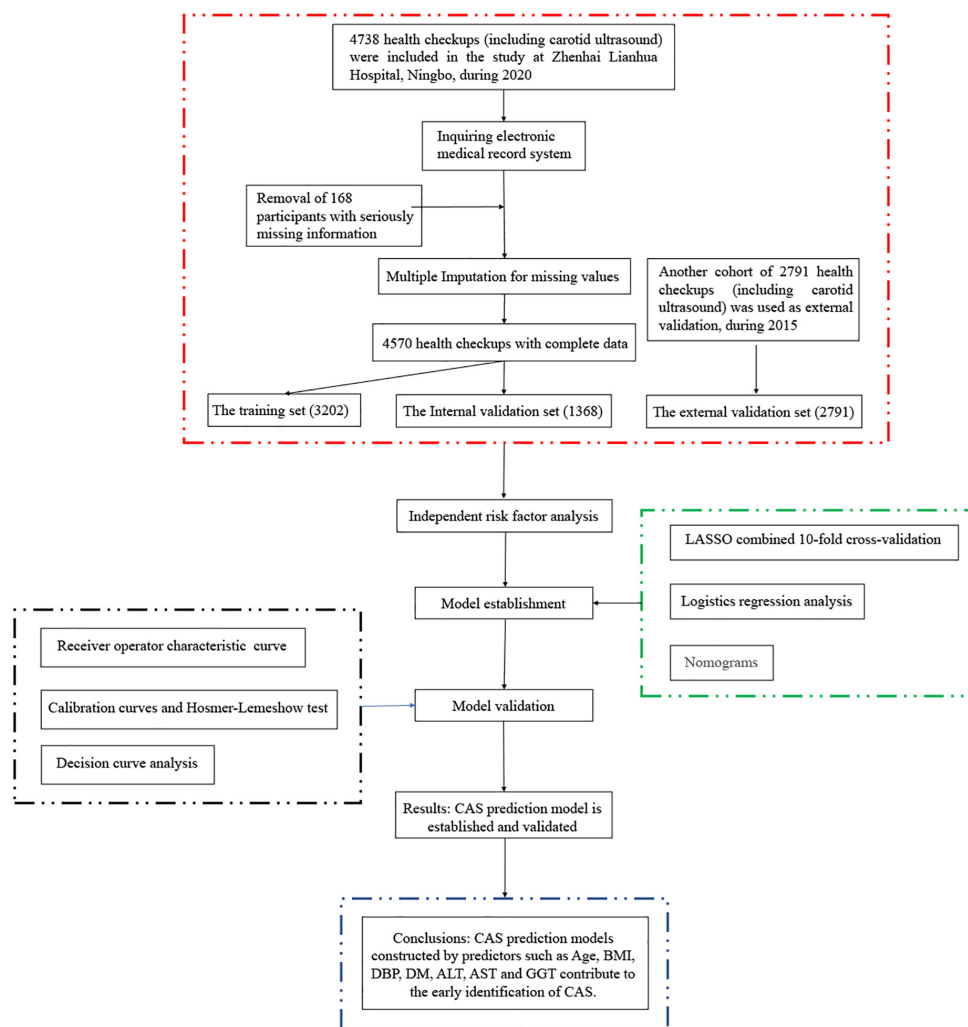 4738 health checkups (including carotid ultrasound)
were included in the study at Zhenhai Lianhua
Hospital, Ningbo, during 2020
Inquiring electronic
medical record system
Removal of 168
participants with seriously
missing information
Multiple Imputation for missing values
Another cohort of 2791 health
checkups (including carotid
ultrasound) was used as external
validation, during 2015
4570 health checkups with complete data
The training set (3202)
The Internal validation set (1368)
The external validation set (2791)
Independent risk factor analysis
LASSO combined 10-fold cross-validation
Model establishment
Logistics regression analysis
Nomograms
Receiver operator characteristic curve
Calibration curves and Hosmer-Lemeshow test
Model validation
Decision curve analysis
Results: CAS prediction model is
established and validated
Conclusions: CAS prediction models
constructed by predictors such as Age, BMI,
DBP, DM, ALT, AST and GGT contribute to
the early identification of CAS.